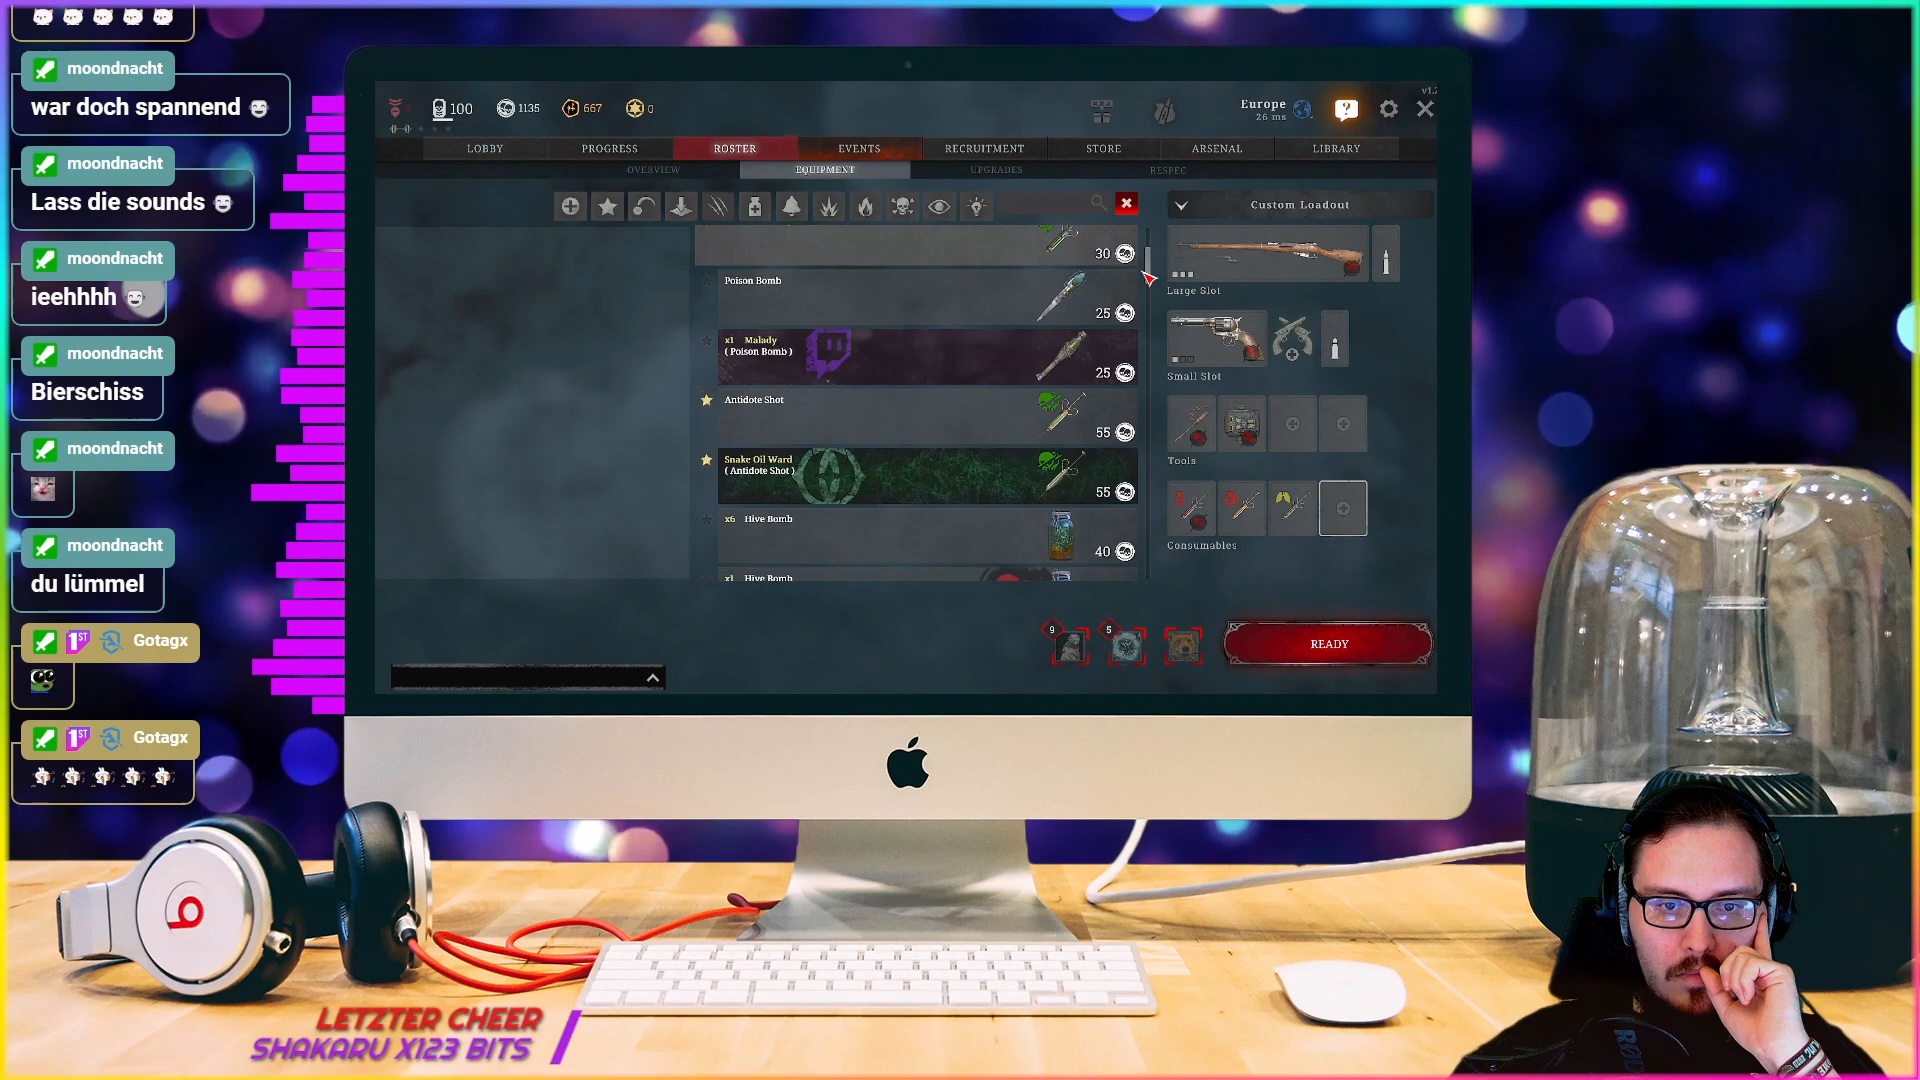 moondnacht
war doch spannend
moondnacht
Lass die sounds
moondnacht
ieehhhh
moondnacht
Bierschiss
moondnacht
moondnacht
du lümmel
1ST Gotagx
1ST Gotagx
100 1135 667 0
Europe
26 ms
v1.2
LOBBY PROGRESS ROSTER EVENTS RECRUITMENT STORE ARSENAL LIBRARY
OVERVIEW EQUIPMENT UPGRADES RESPEC
30
Poison Bomb
25
x1 Malady
( Poison Bomb )
25
Antidote Shot
55
Snake Oil Ward
( Antidote Shot )
55
x6 Hive Bomb
40
x1 Hive Bomb
Custom Loadout
Large Slot
Small Slot
Tools
Consumables
9 5
READY
LETZTER CHEER
SHAKARU X123 BITS